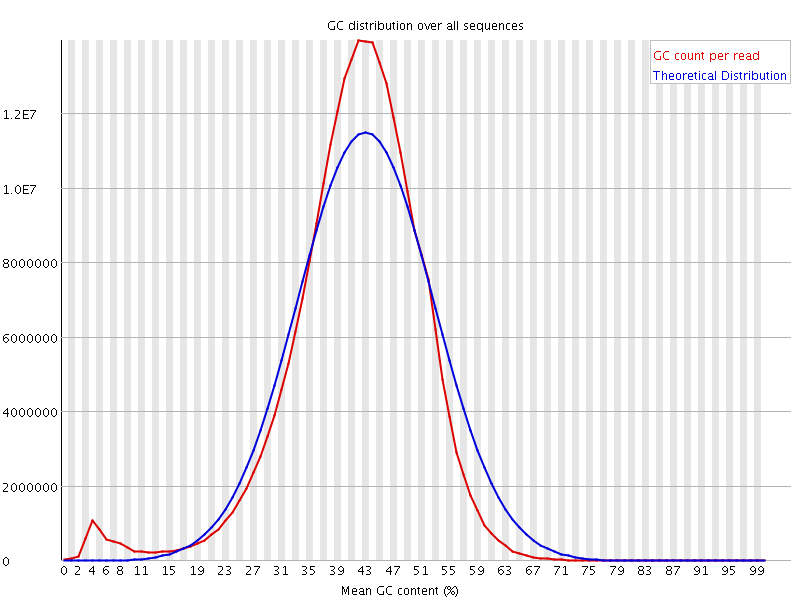 GC distribution over all sequences
GC count per read
Theoretical Distribution
1.2E7
1.0E7
8000000
6000000
4000000
2000000
0
0 2 4 6 8 11 15 19 23 27 31 35 39 43 47 51 55 59 63 67 71 75 79 83 87 91 95 99
Mean GC content (%)